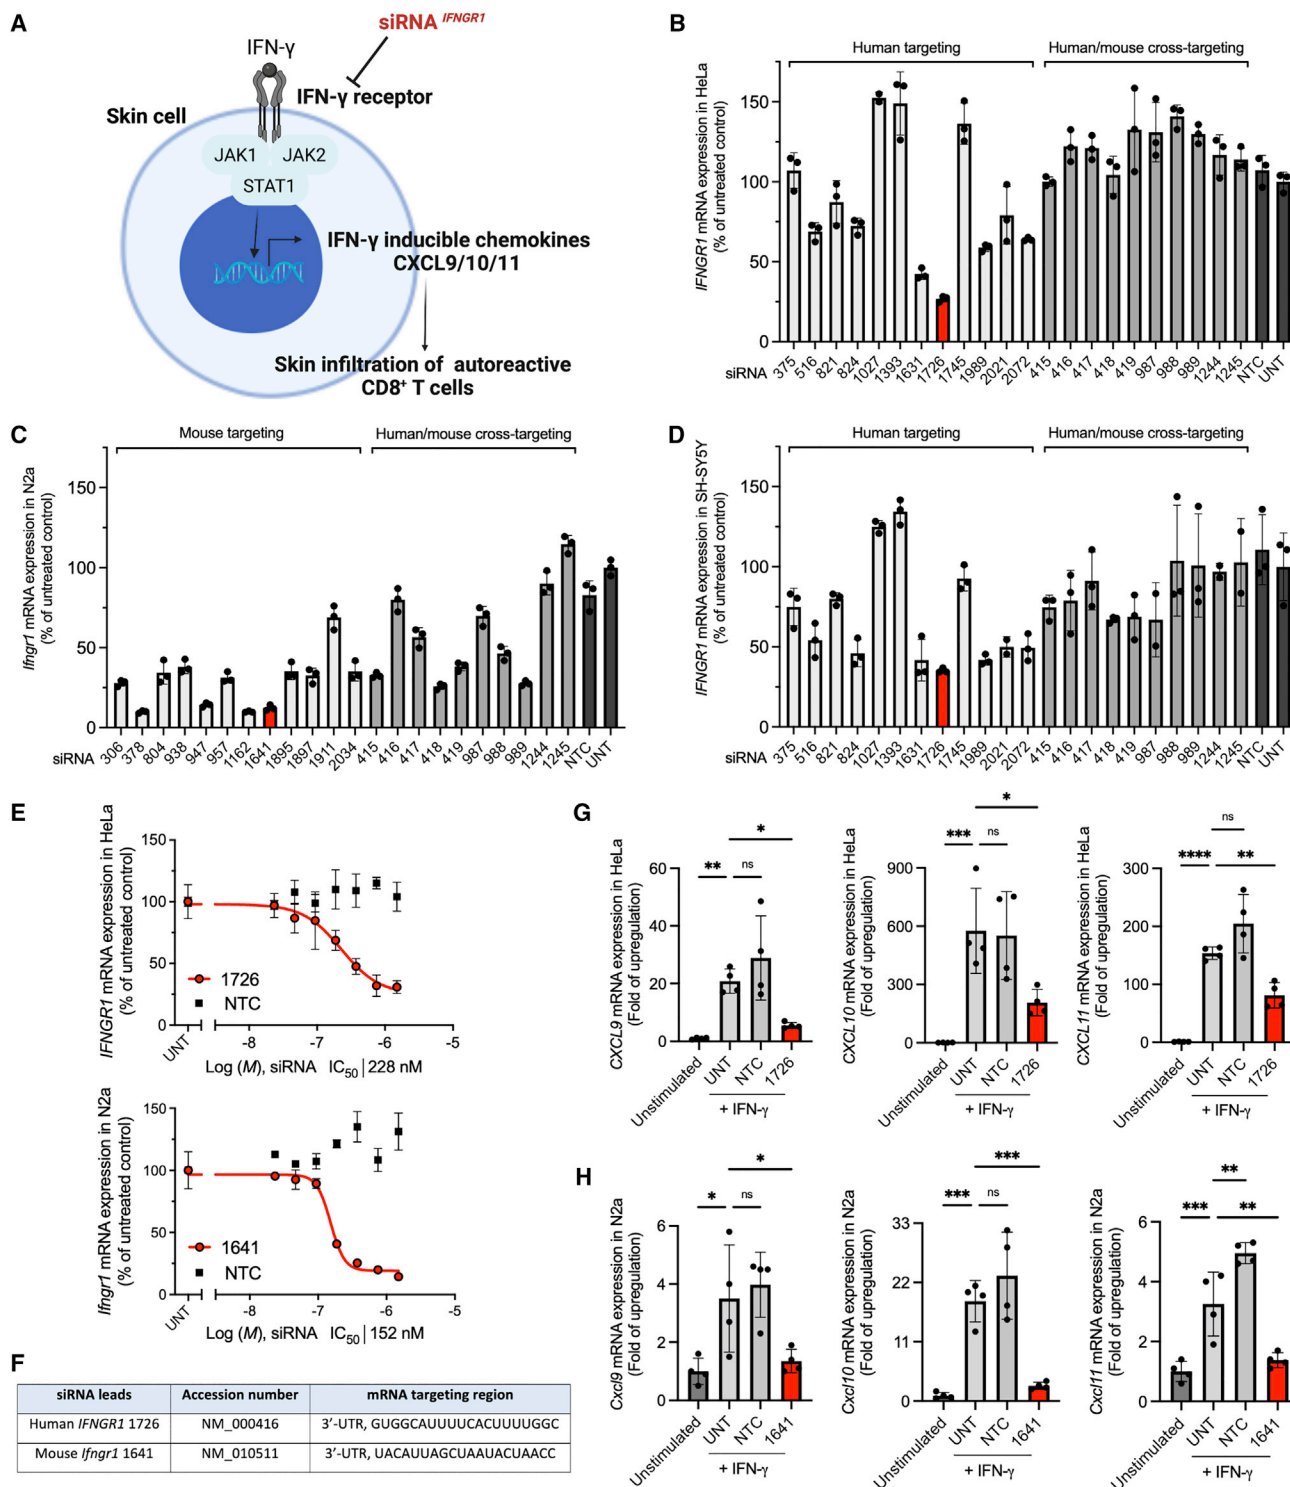 A
siRNA IFNGR1
IFN-γ
IFN-γ receptor
Skin cell
JAK1 JAK2
STAT1
IFN-γ inducible chemokines
CXCL9/10/11
Skin infiltration of autoreactive
CD8+ T cells
B
Human targeting Human/mouse cross-targeting
IFNGR1 mRNA expression in HeLa
(% of untreated control)
150
100
50
0
siRNA 375 516 821 824 1027 1393 1631 1726 1745 1989 2021 2072 415 416 417 418 419 987 988 989 1244 1245 NTC UNT
C
Mouse targeting Human/mouse cross-targeting
Ifngr1 mRNA expression in N2a
(% of untreated control)
150
100
50
0
siRNA 306 378 804 938 947 957 1162 1641 1895 1897 1911 2034 415 416 417 418 419 987 988 989 1244 1245 NTC UNT
D
Human targeting Human/mouse cross-targeting
IFNGR1 mRNA expression in SH-SY5Y
(% of untreated control)
150
100
50
0
siRNA 375 516 821 824 1027 1393 1631 1726 1745 1989 2021 2072 415 416 417 418 419 987 988 989 1244 1245 NTC UNT
E
IFNGR1 mRNA expression in HeLa
(% of untreated control)
150
100
50
0
1726
NTC
UNT -8 -7 -6 -5
Log (M), siRNA IC50 | 228 nM
Ifngr1 mRNA expression in N2a
(% of untreated control)
150
100
50
0
1641
NTC
UNT -8 -7 -6 -5
Log (M), siRNA IC50 | 152 nM
F
siRNA leads Accession number mRNA targeting region
Human IFNGR1 1726 NM_000416 3′-UTR, GUGGCAUUUUCACUUUUGGC
Mouse Ifngr1 1641 NM_010511 3′-UTR, UACAUUAGCUAAUACUAACC
G
CXCL9 mRNA expression in HeLa
(Fold of upregulation)
60
40
20
0
** ns *
Unstimulated UNT NTC 1726
+ IFN-γ
CXCL10 mRNA expression in HeLa
(Fold of upregulation)
900
600
300
0
*** ns *
Unstimulated UNT NTC 1726
+ IFN-γ
CXCL11 mRNA expression in HeLa
(Fold of upregulation)
300
200
100
0
**** ns **
Unstimulated UNT NTC 1726
+ IFN-γ
H
Cxcl9 mRNA expression in N2a
(Fold of upregulation)
6
4
2
0
* ns *
Unstimulated UNT NTC 1641
+ IFN-γ
Cxcl10 mRNA expression in N2a
(Fold of upregulation)
33
22
11
0
*** ns ***
Unstimulated UNT NTC 1641
+ IFN-γ
Cxcl11 mRNA expression in N2a
(Fold of upregulation)
6
4
2
0
*** ** **
Unstimulated UNT NTC 1641
+ IFN-γ